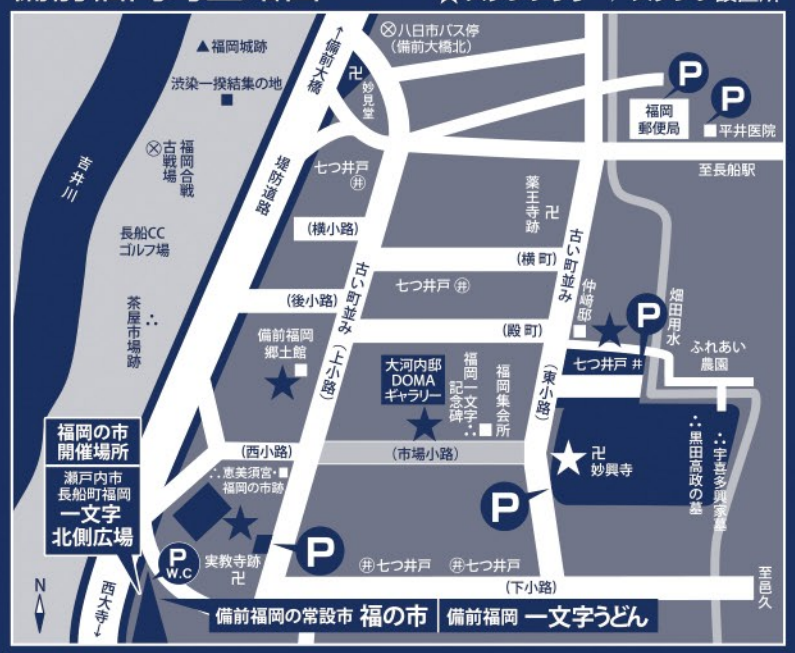 ▲福岡城跡
渋染一揆結集の地
↑備前大橋
卍妙見堂
八日市バス停
(備前大橋北)
P
P
福岡
郵便局
平井医院
至長船駅
吉井川
福岡合戦
古戦場
堤防道路
七つ井戸
井
薬王寺跡
卍
長船CC
ゴルフ場
(横小路)
古い町並み
(横町)
古い町並み
七つ井戸 井
仲﨑邸
(後小路)
茶屋市場跡
(殿町)
P
畑田用水
備前福岡
郷土館
(上小路)
大河内邸
DOMA
ギャラリー
福岡一文字
記念碑
福岡集会所
(東小路)
七つ井戸 井
ふれあい
農園
福岡の市
開催場所
瀬戸内市
長船町福岡
一文字
北側広場
(西小路)
(市場小路)
恵美須宮・
福岡の市跡
卍
妙興寺
黒田高政の墓
宇喜多興家墓
P
実教寺跡
卍
P
井七つ井戸
井七つ井戸
P
W.C
(下小路)
至邑久
N
西大寺→
備前福岡の常設市 福の市
備前福岡 一文字うどん